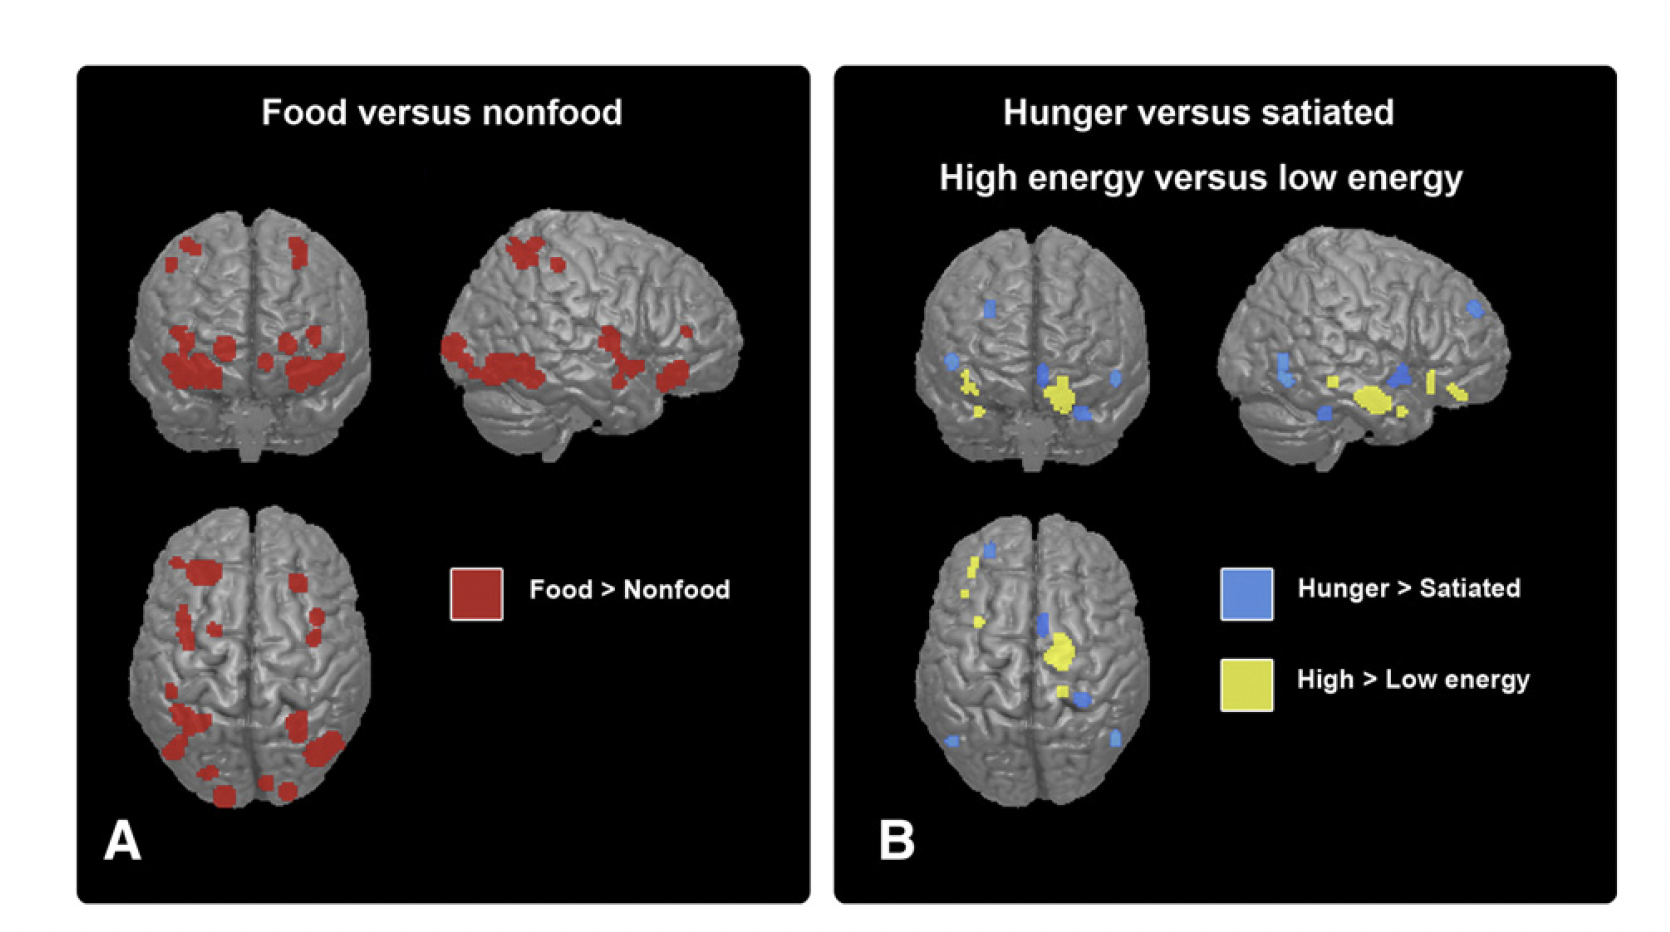 Food versus nonfood
Food > Nonfood
A
Hunger versus satiated
High energy versus low energy
Hunger > Satiated
High > Low energy
B